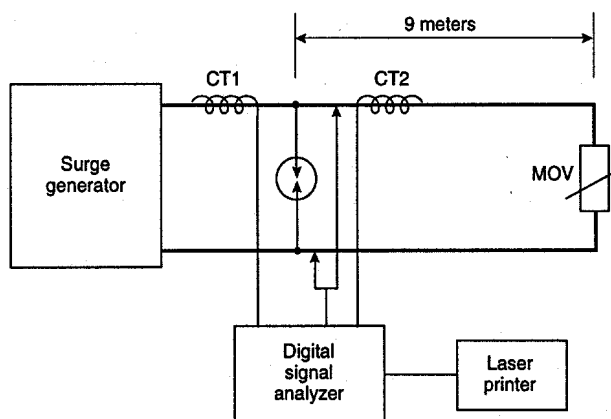 9 meters
CT1
CT2
Surge
generator
MOV
Digital
signal
analyzer
Laser
printer